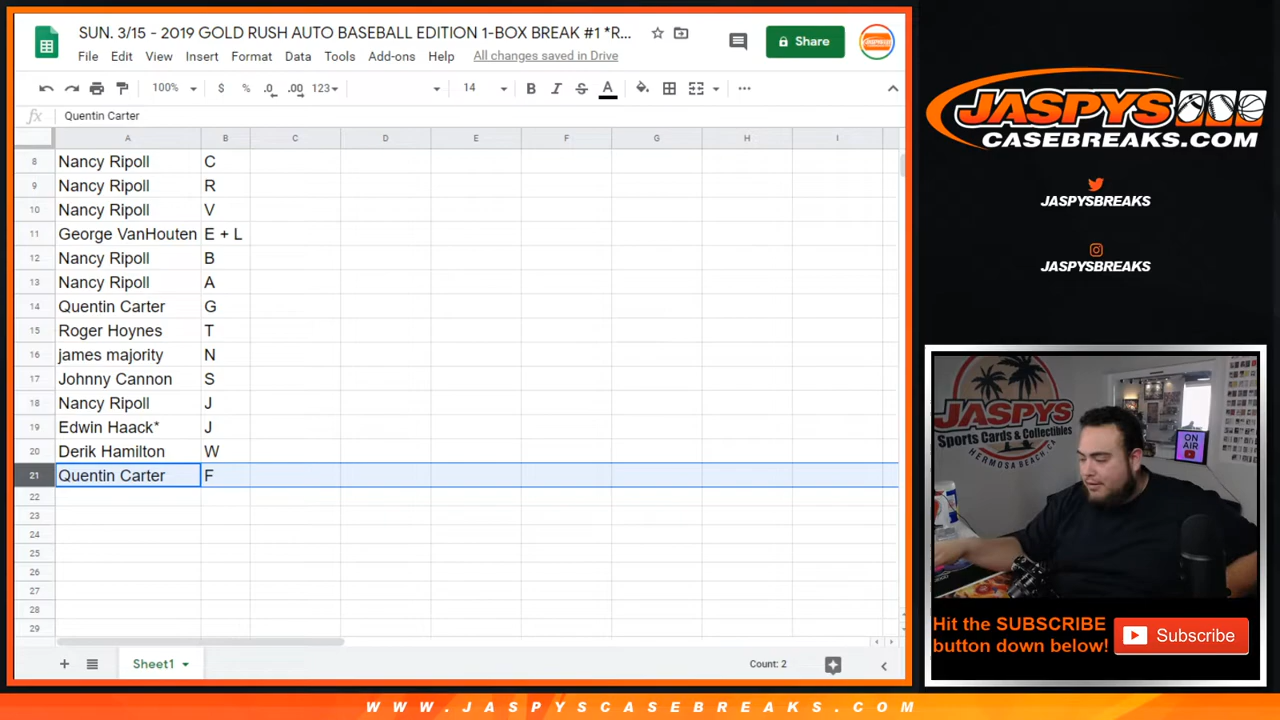 SUN. 3/15 - 2019 GOLD RUSH AUTO BASEBALL EDITION 1-BOX BREAK #1 *R...
Share
File Edit View Insert Format Data Tools Add-ons Help All changes saved in Drive
100% $ % .0 .00 123 14 B I S A
fx Quentin Carter
A B C D E F G H I
8 Nancy Ripoll C
9 Nancy Ripoll R
10 Nancy Ripoll V
11 George VanHouten E + L
12 Nancy Ripoll B
13 Nancy Ripoll A
14 Quentin Carter G
15 Roger Hoynes T
16 james majority N
17 Johnny Cannon S
18 Nancy Ripoll J
19 Edwin Haack* J
20 Derik Hamilton W
21 Quentin Carter F
22
23
24
25
26
27
28
29
Sheet1
Count: 2
JASPYS
CASEBREAKS.COM
JASPYSBREAKS
JASPYSBREAKS
JASPYS
Sports Cards & Collectibles
HERMOSA BEACH, CA
ON
AIR
Hit the SUBSCRIBE
button down below!
Subscribe
WWW.JASPYSCASEBREAKS.COM